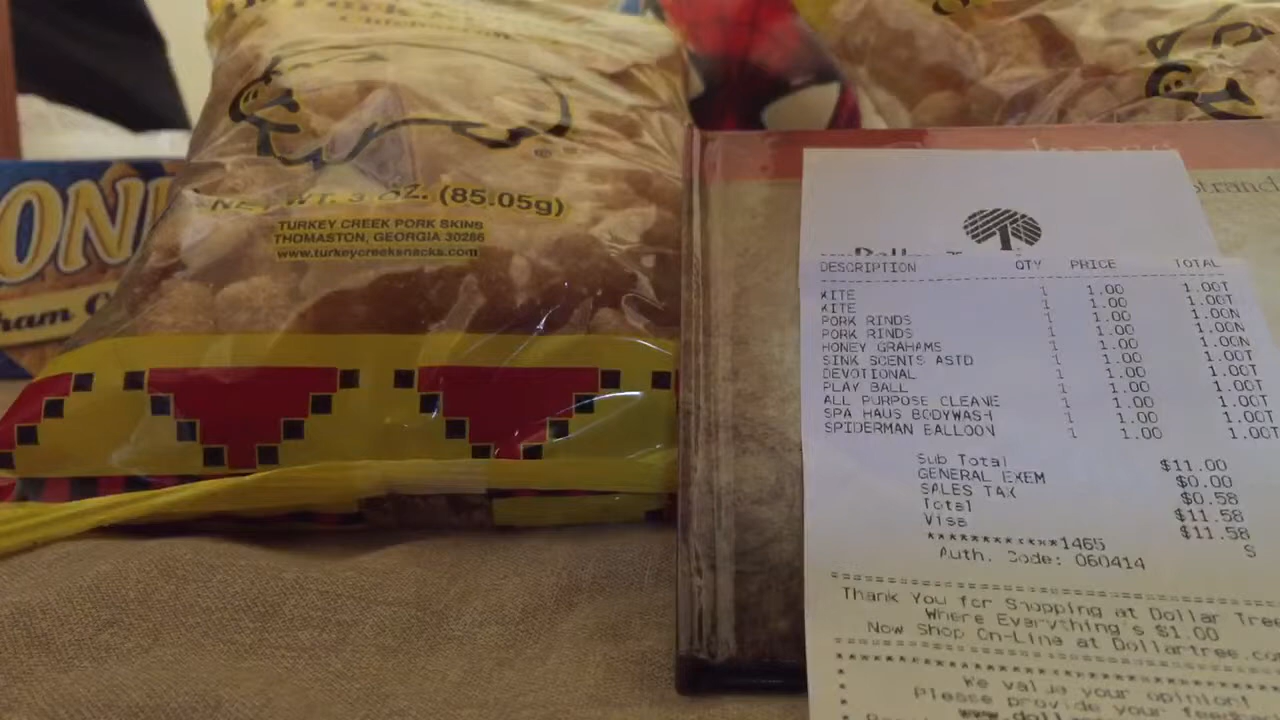 NET WT. 3 OZ. (85.05g)
TURKEY CREEK PORK SKINS
THOMASTON, GEORGIA 30286
www.turkeycreeksnacks.com
ONE
ham
DESCRIPTION QTY PRICE TOTAL
KITE 1 1.00 1.00T
KITE 1 1.00 1.00T
PORK RINDS 1 1.00 1.00N
PORK RINDS 1 1.00 1.00N
HONEY GRAHAMS 1 1.00 1.00N
SINK SCENTS ASTD 1 1.00 1.00T
DEVOTIONAL 1 1.00 1.00T
PLAY BALL 1 1.00 1.00T
ALL PURPOSE CLEANE 1 1.00 1.00T
SPA HAUS BODYWASH 1 1.00 1.00T
SPIDERMAN BALLOON 1 1.00 1.00T
Sub Total $11.00
GENERAL EXEM $0.00
SALES TAX $0.58
Total $11.58
Visa $11.58
***********1465 S
Auth. Code: 060414
Thank You for Shopping at Dollar Tree
Where Everything's $1.00
Now Shop On-Line at Dollartree.com
We value your opinion!
Please provide your feedb